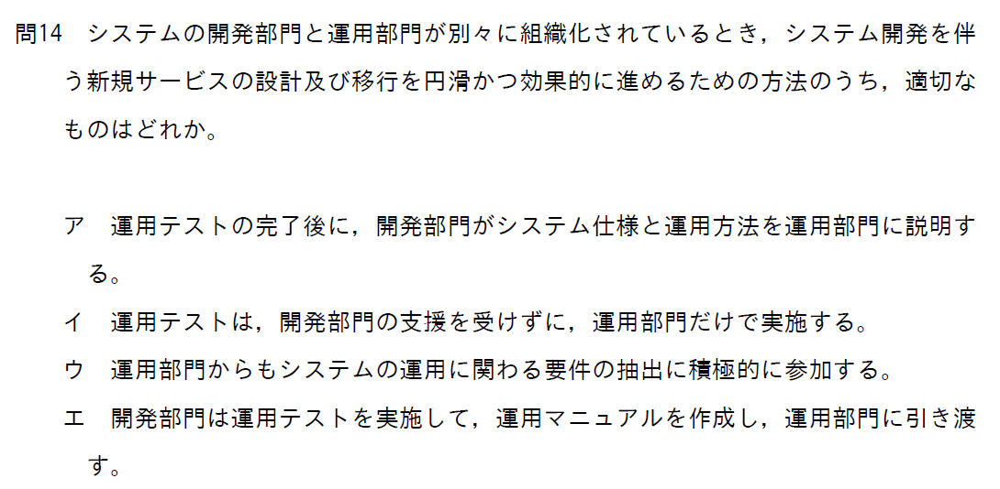 問14　システムの開発部門と運用部門が別々に組織化されているとき，システム開発を伴
う新規サービスの設計及び移行を円滑かつ効果的に進めるための方法のうち，適切な
ものはどれか。
ア　運用テストの完了後に，開発部門がシステム仕様と運用方法を運用部門に説明す
る。
イ　運用テストは，開発部門の支援を受けずに，運用部門だけで実施する。
ウ　運用部門からもシステムの運用に関わる要件の抽出に積極的に参加する。
エ　開発部門は運用テストを実施して，運用マニュアルを作成し，運用部門に引き渡
す。